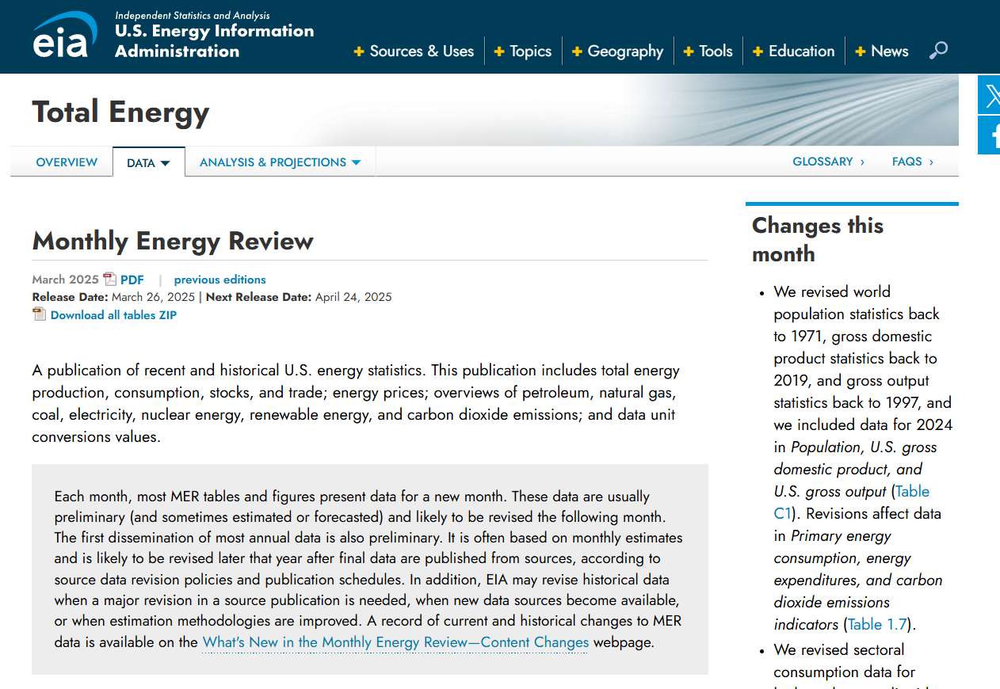 eia
Independent Statistics and Analysis
U.S. Energy Information
Administration
+ Sources & Uses
+ Topics
+ Geography
+ Tools
+ Education
+ News
Total Energy
OVERVIEW
DATA
ANALYSIS & PROJECTIONS
GLOSSARY ›
FAQS ›
Monthly Energy Review
March 2025 PDF | previous editions
Release Date: March 26, 2025 | Next Release Date: April 24, 2025
Download all tables ZIP
A publication of recent and historical U.S. energy statistics. This publication includes total energy
production, consumption, stocks, and trade; energy prices; overviews of petroleum, natural gas,
coal, electricity, nuclear energy, renewable energy, and carbon dioxide emissions; and data unit
conversions values.
Each month, most MER tables and figures present data for a new month. These data are usually
preliminary (and sometimes estimated or forecasted) and likely to be revised the following month.
The first dissemination of most annual data is also preliminary. It is often based on monthly estimates
and is likely to be revised later that year after final data are published from sources, according to
source data revision policies and publication schedules. In addition, EIA may revise historical data
when a major revision in a source publication is needed, when new data sources become available,
or when estimation methodologies are improved. A record of current and historical changes to MER
data is available on the What's New in the Monthly Energy Review—Content Changes webpage.
Changes this
month
• We revised world
population statistics back
to 1971, gross domestic
product statistics back to
2019, and gross output
statistics back to 1997, and
we included data for 2024
in Population, U.S. gross
domestic product, and
U.S. gross output (Table
C1). Revisions affect data
in Primary energy
consumption, energy
expenditures, and carbon
dioxide emissions
indicators (Table 1.7).
• We revised sectoral
consumption data for